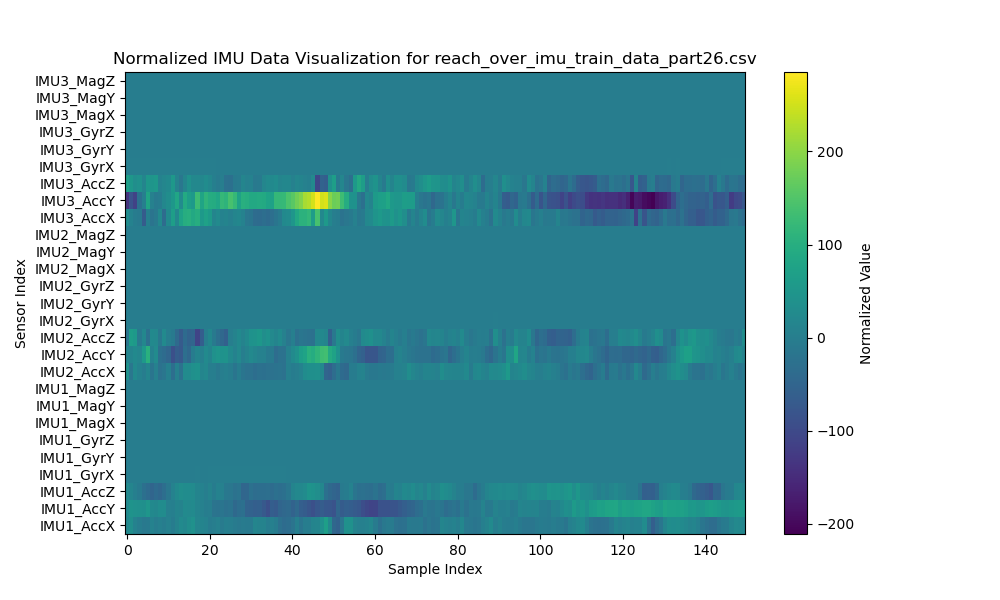 Normalized IMU Data Visualization for reach_over_imu_train_data_part26.csv
IMU3_MagZ
IMU3_MagY
IMU3_MagX
IMU3_GyrZ
IMU3_GyrY
IMU3_GyrX
IMU3_AccZ
IMU3_AccY
IMU3_AccX
IMU2_MagZ
IMU2_MagY
IMU2_MagX
IMU2_GyrZ
IMU2_GyrY
IMU2_GyrX
IMU2_AccZ
IMU2_AccY
IMU2_AccX
IMU1_MagZ
IMU1_MagY
IMU1_MagX
IMU1_GyrZ
IMU1_GyrY
IMU1_GyrX
IMU1_AccZ
IMU1_AccY
IMU1_AccX
Sensor Index
0 20 40 60 80 100 120 140
Sample Index
200
100
0
−100
−200
Normalized Value